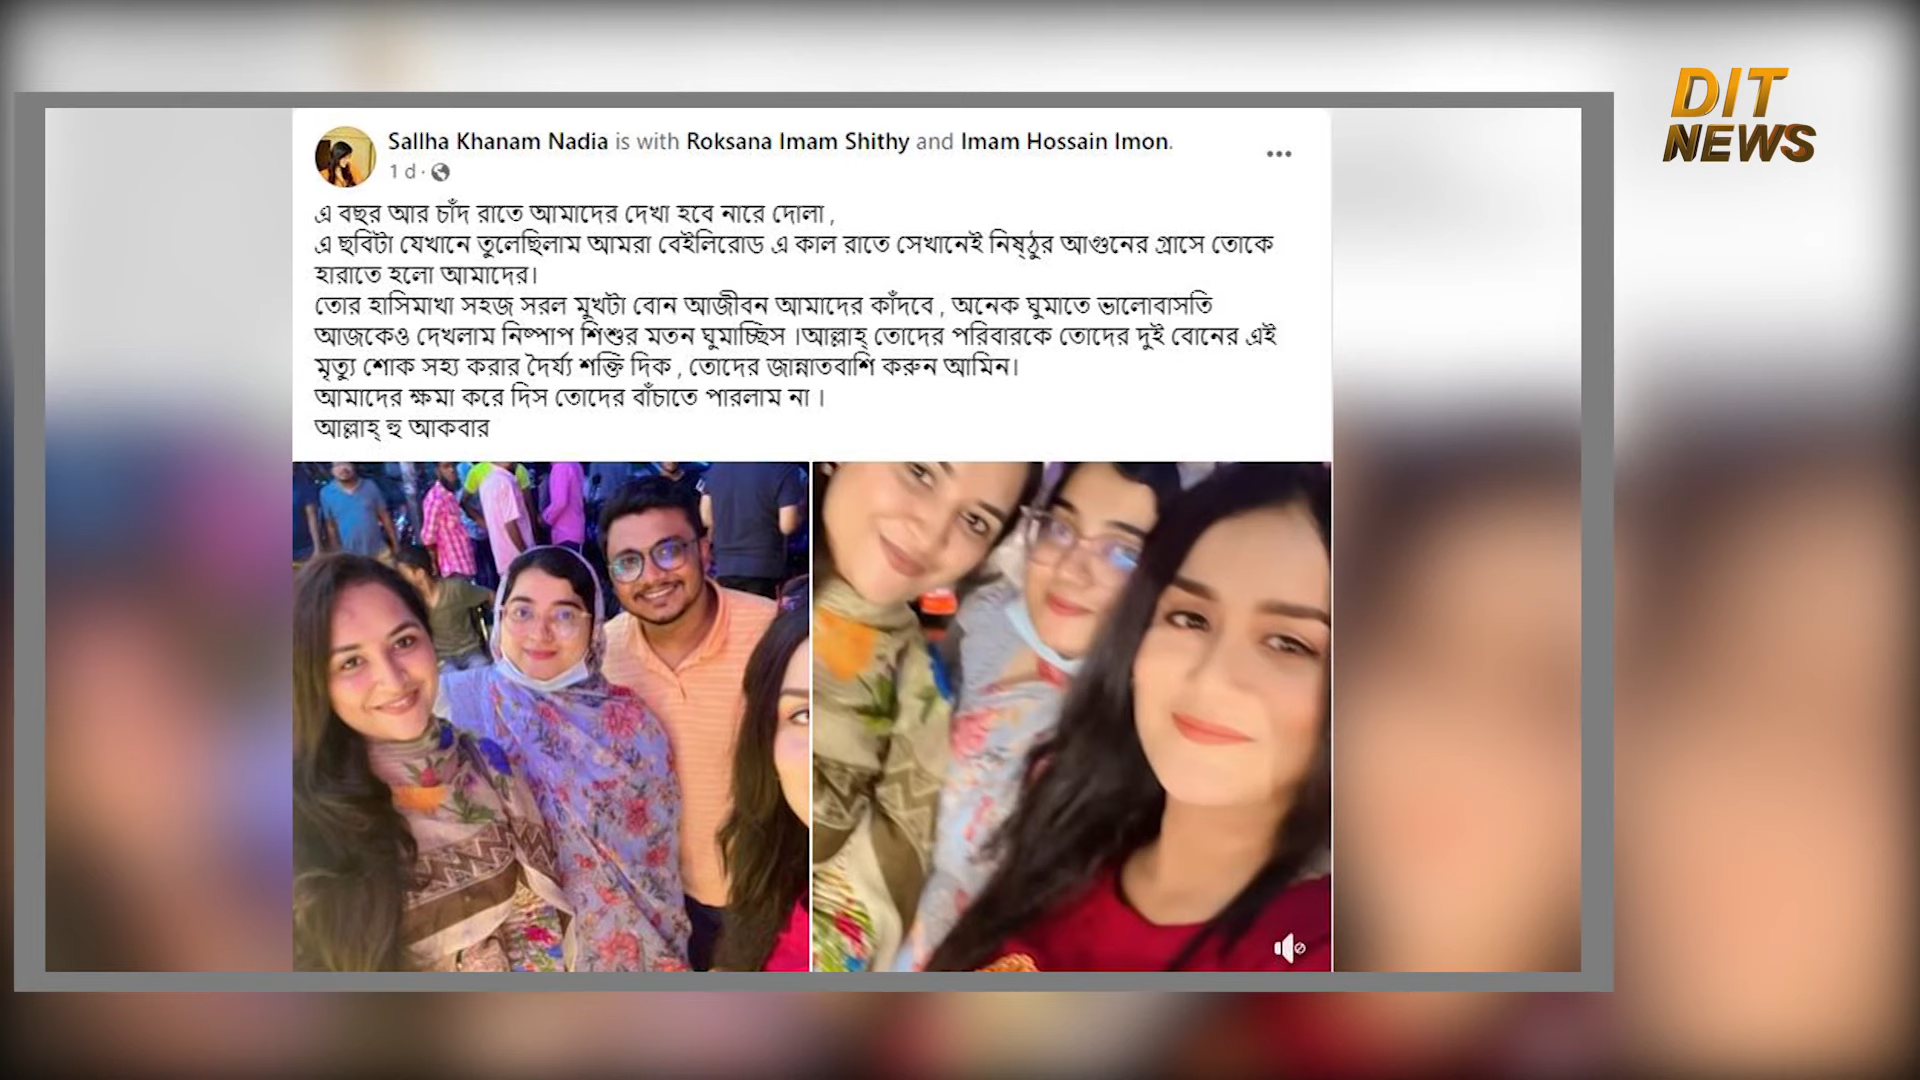 Sallha Khanam Nadia is with Roksana Imam Shithy and Imam Hossain Imon.
1 d ·
এ বছর আর চাঁদ রাতে আমাদের দেখা হবে নারে দোলা ,
এ ছবিটা যেখানে তুলেছিলাম আমরা বেইলিরোড এ কাল রাতে সেখানেই নিষ্ঠুর আগুনের গ্রাসে তোকে
হারাতে হলো আমাদের।
তোর হাসিমাখা সহজ সরল মুখটা বোন আজীবন আমাদের কাঁদবে , অনেক ঘুমাতে ভালোবাসতি
আজকেও দেখলাম নিষ্পাপ শিশুর মতন ঘুমাচ্ছিস ।আল্লাহ্ তোদের পরিবারকে তোদের দুই বোনের এই
মৃত্যু শোক সহ্য করার দৈর্য্য শক্তি দিক , তোদের জান্নাতবাশি করুন আমিন।
আমাদের ক্ষমা করে দিস তোদের বাঁচাতে পারলাম না ।
আল্লাহ্ হু আকবার
DIT
NEWS